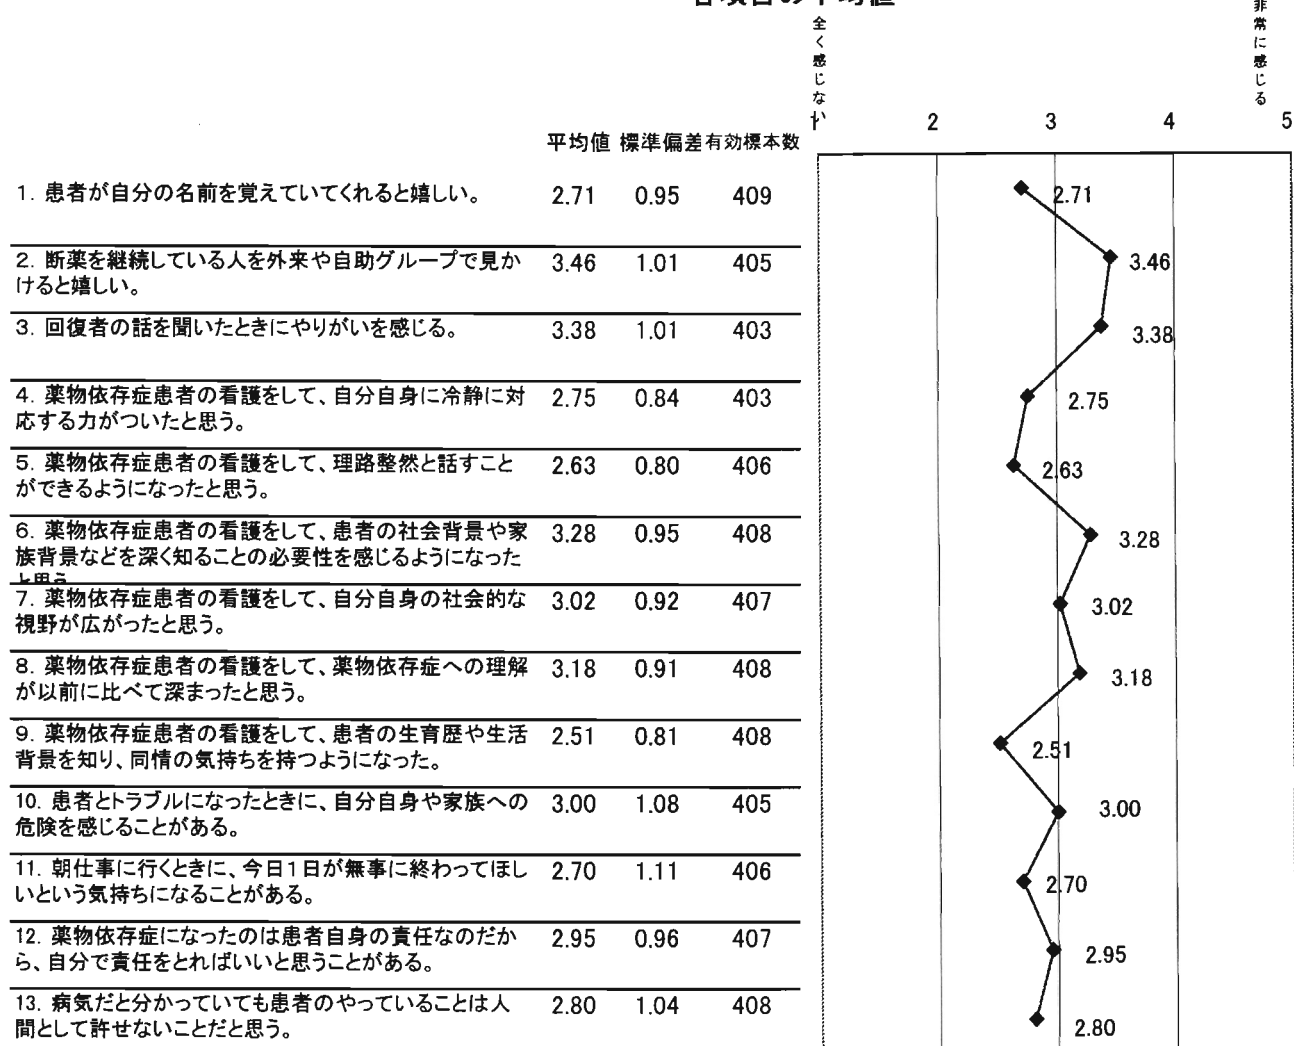 各項目の平均値
全く感じない
非常に感じる
1 2 3 4 5
平均値 標準偏差 有効標本数
1. 患者が自分の名前を覚えていてくれると嬉しい。 2.71 0.95 409
2. 断薬を継続している人を外来や自助グループで見か 3.46 1.01 405
けると嬉しい。
3. 回復者の話を聞いたときにやりがいを感じる。 3.38 1.01 403
4. 薬物依存症患者の看護をして、自分自身に冷静に対 2.75 0.84 403
応する力がついたと思う。
5. 薬物依存症患者の看護をして、理路整然と話すこと 2.63 0.80 406
ができるようになったと思う。
6. 薬物依存症患者の看護をして、患者の社会背景や家 3.28 0.95 408
族背景などを深く知ることの必要性を感じるようになった
と思う
7. 薬物依存症患者の看護をして、自分自身の社会的な 3.02 0.92 407
視野が広がったと思う。
8. 薬物依存症患者の看護をして、薬物依存症への理解 3.18 0.91 408
が以前に比べて深まったと思う。
9. 薬物依存症患者の看護をして、患者の生育歴や生活 2.51 0.81 408
背景を知り、同情の気持ちを持つようになった。
10. 患者とトラブルになったときに、自分自身や家族への 3.00 1.08 405
危険を感じることがある。
11. 朝仕事に行くときに、今日1日が無事に終わってほし 2.70 1.11 406
いという気持ちになることがある。
12. 薬物依存症になったのは患者自身の責任なのだか 2.95 0.96 407
ら、自分で責任をとればいいと思うことがある。
13. 病気だと分かっていても患者のやっていることは人 2.80 1.04 408
間として許せないことだと思う。
2.71
3.46
3.38
2.75
2.63
3.28
3.02
3.18
2.51
3.00
2.70
2.95
2.80